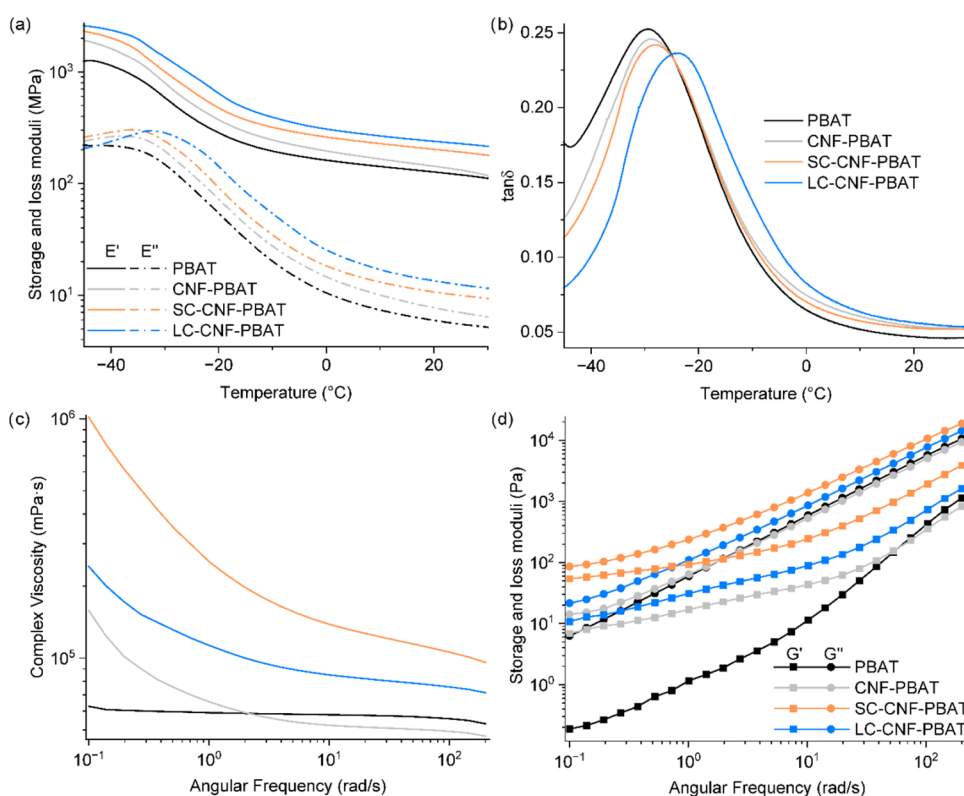 (a)
Storage and loss moduli (MPa)
10³
10²
10¹
E' E''
PBAT
CNF-PBAT
SC-CNF-PBAT
LC-CNF-PBAT
−40 −20 0 20
Temperature (°C)
(b)
tanδ
0.25
0.20
0.15
0.10
0.05
PBAT
CNF-PBAT
SC-CNF-PBAT
LC-CNF-PBAT
−40 −20 0 20
Temperature (°C)
(c)
Complex Viscosity (mPa·s)
10⁶
10⁵
10⁻¹ 10⁰ 10¹ 10²
Angular Frequency (rad/s)
(d)
Storage and loss moduli (Pa)
10⁴
10³
10²
10¹
10⁰
G' G''
PBAT
CNF-PBAT
SC-CNF-PBAT
LC-CNF-PBAT
10⁻¹ 10⁰ 10¹ 10²
Angular Frequency (rad/s)